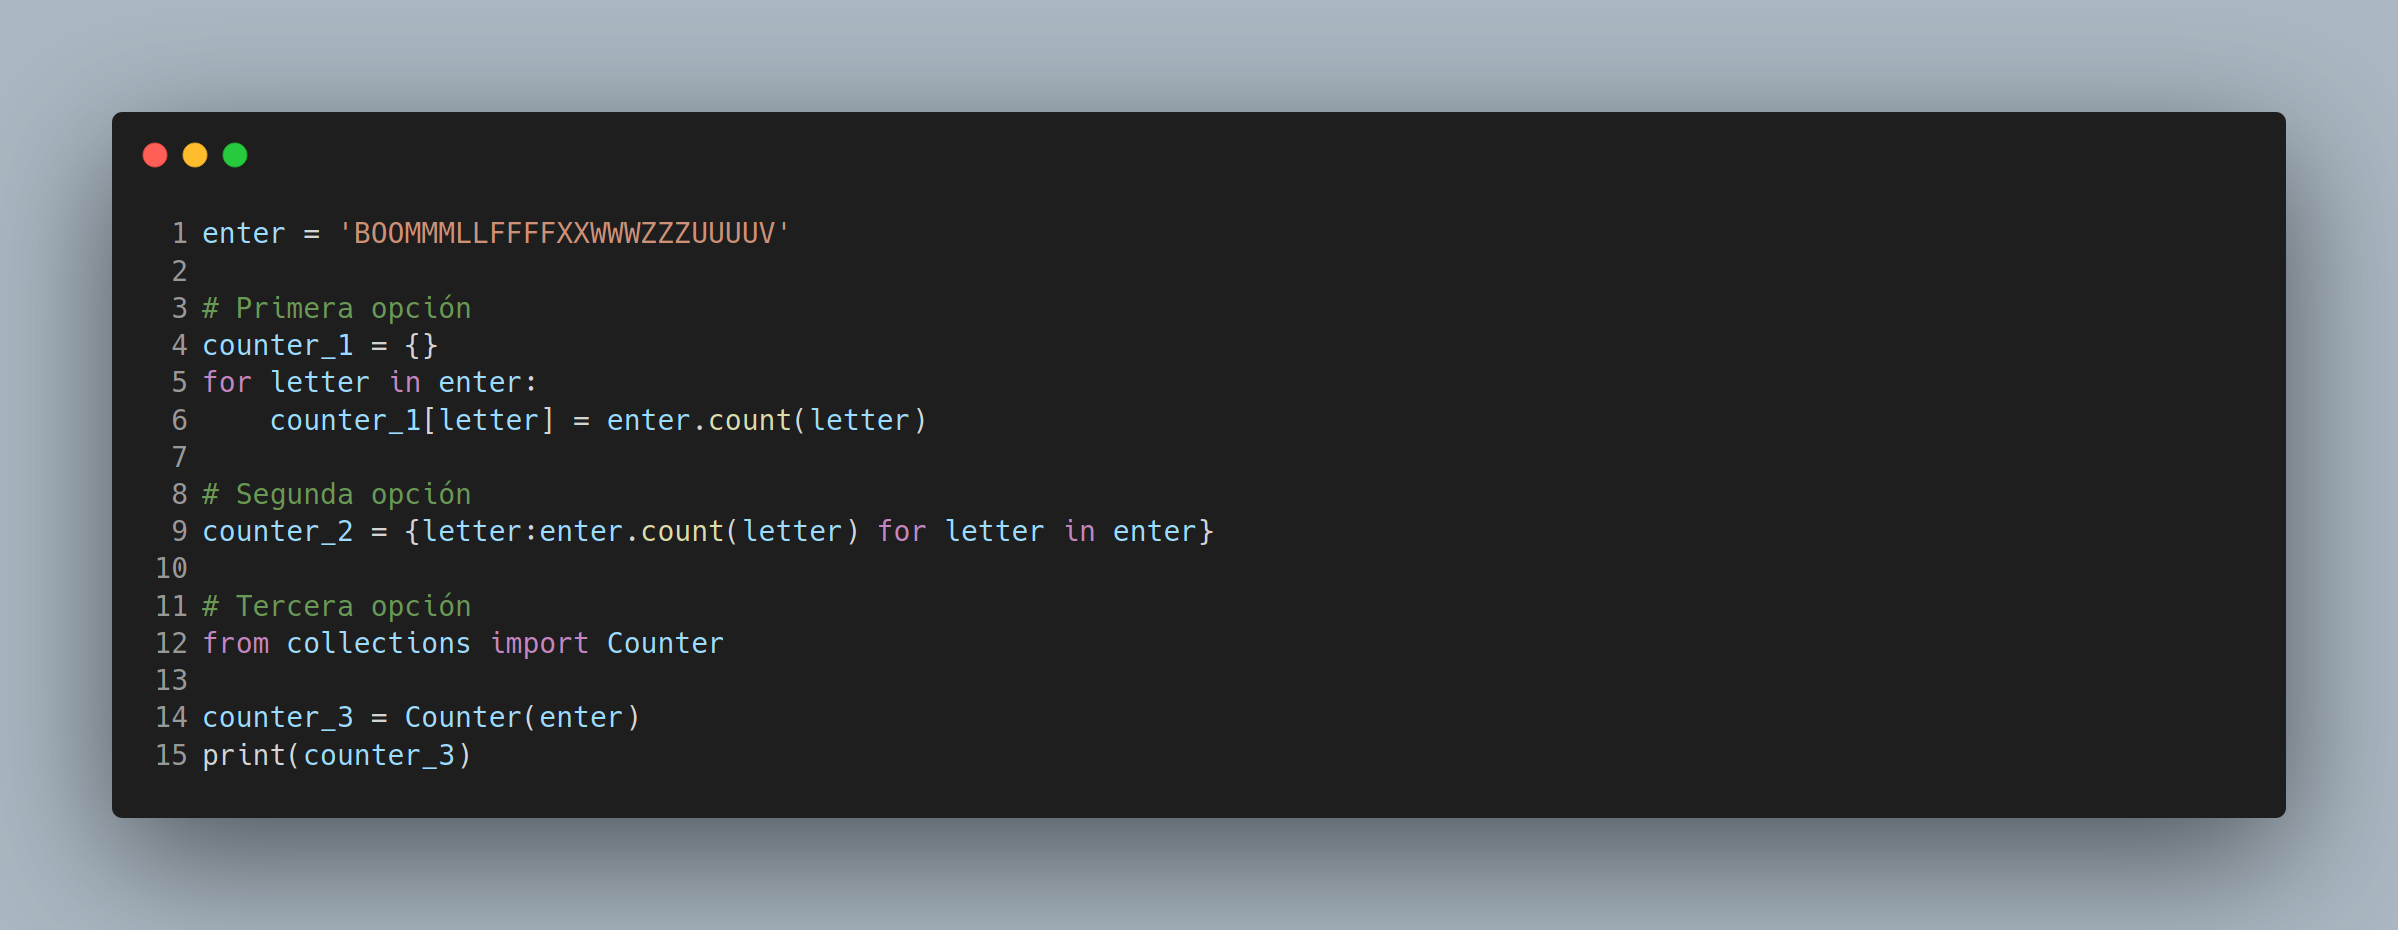 1 enter = 'BOOMMMLLFFFFXXWWWZZZUUUUV'
2
3 # Primera opción
4 counter_1 = {}
5 for letter in enter:
6     counter_1[letter] = enter.count(letter)
7
8 # Segunda opción
9 counter_2 = {letter:enter.count(letter) for letter in enter}
10
11 # Tercera opción
12 from collections import Counter
13
14 counter_3 = Counter(enter)
15 print(counter_3)